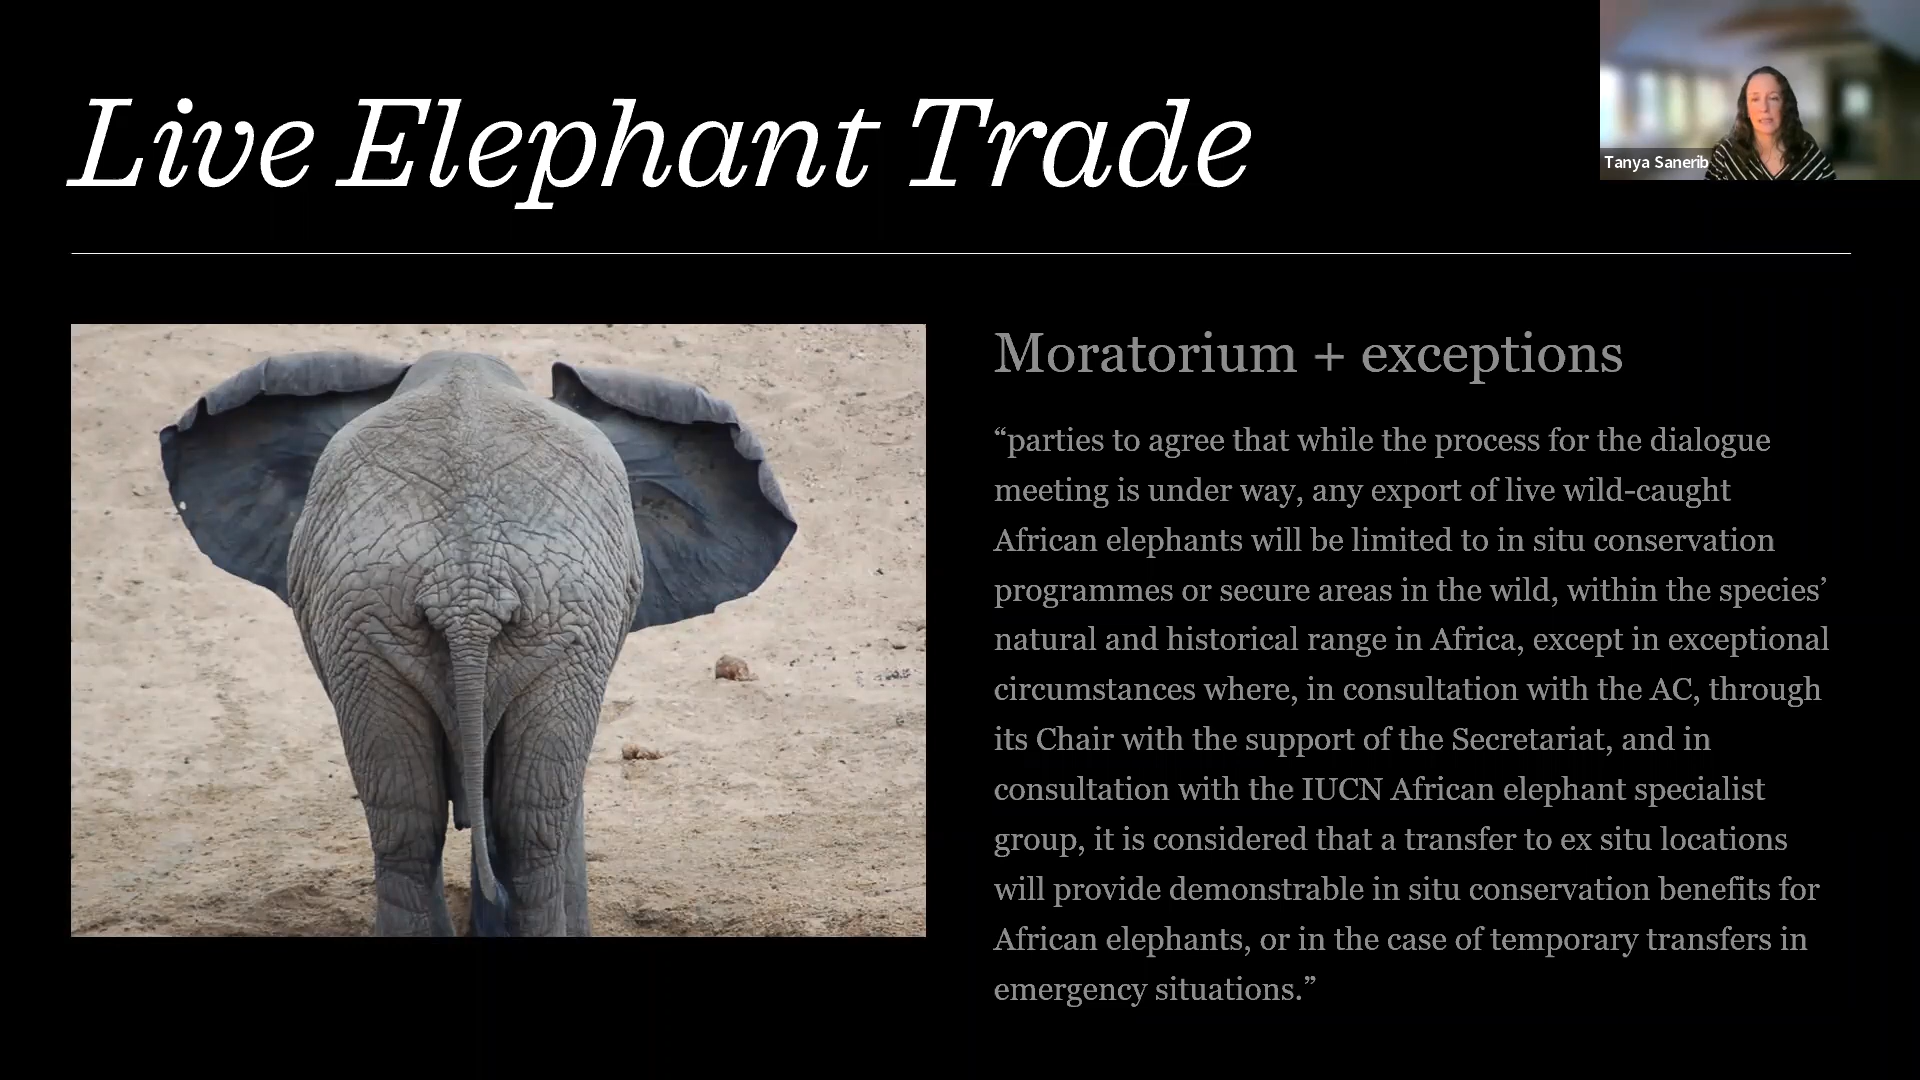 Live Elephant Trade
Tanya Sanerib
Moratorium + exceptions
“parties to agree that while the process for the dialogue
meeting is under way, any export of live wild-caught
African elephants will be limited to in situ conservation
programmes or secure areas in the wild, within the species’
natural and historical range in Africa, except in exceptional
circumstances where, in consultation with the AC, through
its Chair with the support of the Secretariat, and in
consultation with the IUCN African elephant specialist
group, it is considered that a transfer to ex situ locations
will provide demonstrable in situ conservation benefits for
African elephants, or in the case of temporary transfers in
emergency situations.”